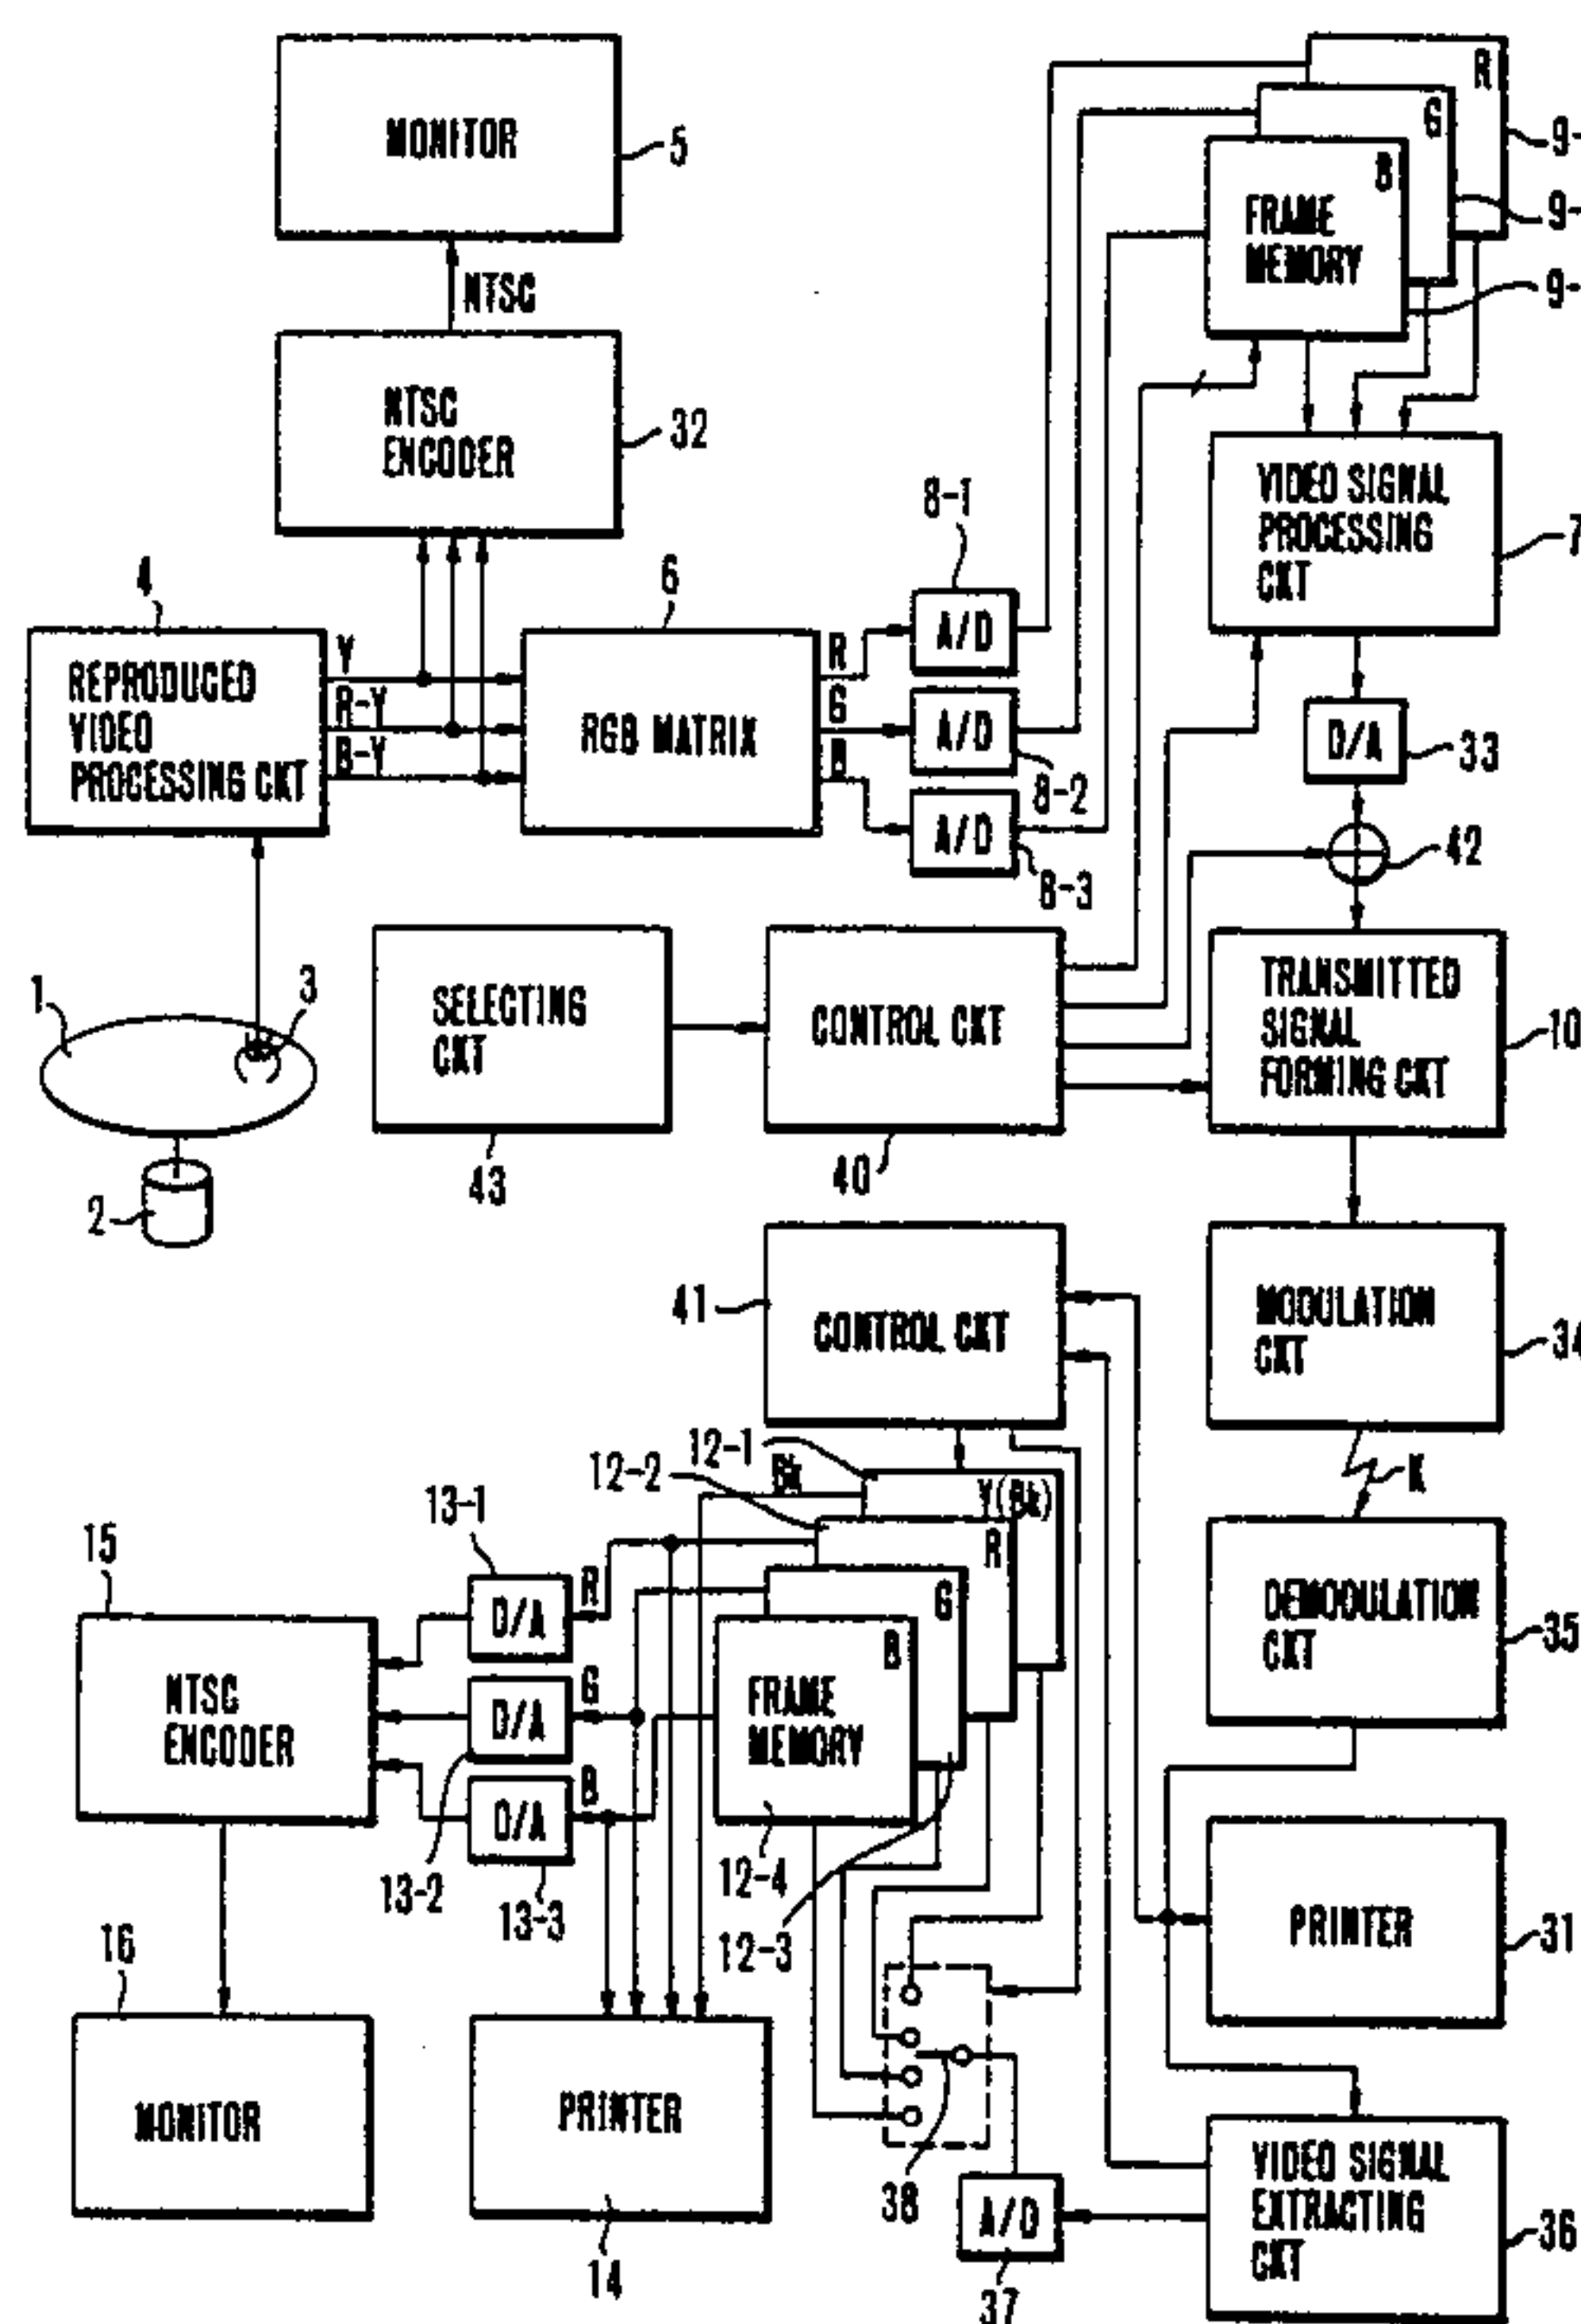 MONITOR
5
NTSC
NTSC
ENCODER
32
R
G
B
FRAME
MEMORY
9-
9-
9-
VIDEO SIGNAL
PROCESSING
CKT
7
8-1
A/D
A/D
8-2
A/D
8-3
4
REPRODUCED
VIDEO
PROCESSING CKT
Y
R-Y
B-Y
6
RGB MATRIX
R
G
B
D/A
33
42
1
3
2
SELECTING
CKT
43
CONTROL CKT
40
TRANSMITTED
SIGNAL
FORMING CKT
10
41
CONTROL CKT
MODULATION
CKT
34
K
12-1
12-2
Bk
Y(Bk)
R
G
B
FRAME
MEMORY
12-4
12-3
DEMODULATION
CKT
35
15
NTSC
ENCODER
13-1
D/A
R
D/A
G
13-2
D/A
B
13-3
PRINTER
31
16
MONITOR
PRINTER
14
38
A/D
37
VIDEO SIGNAL
EXTRACTING
CKT
36